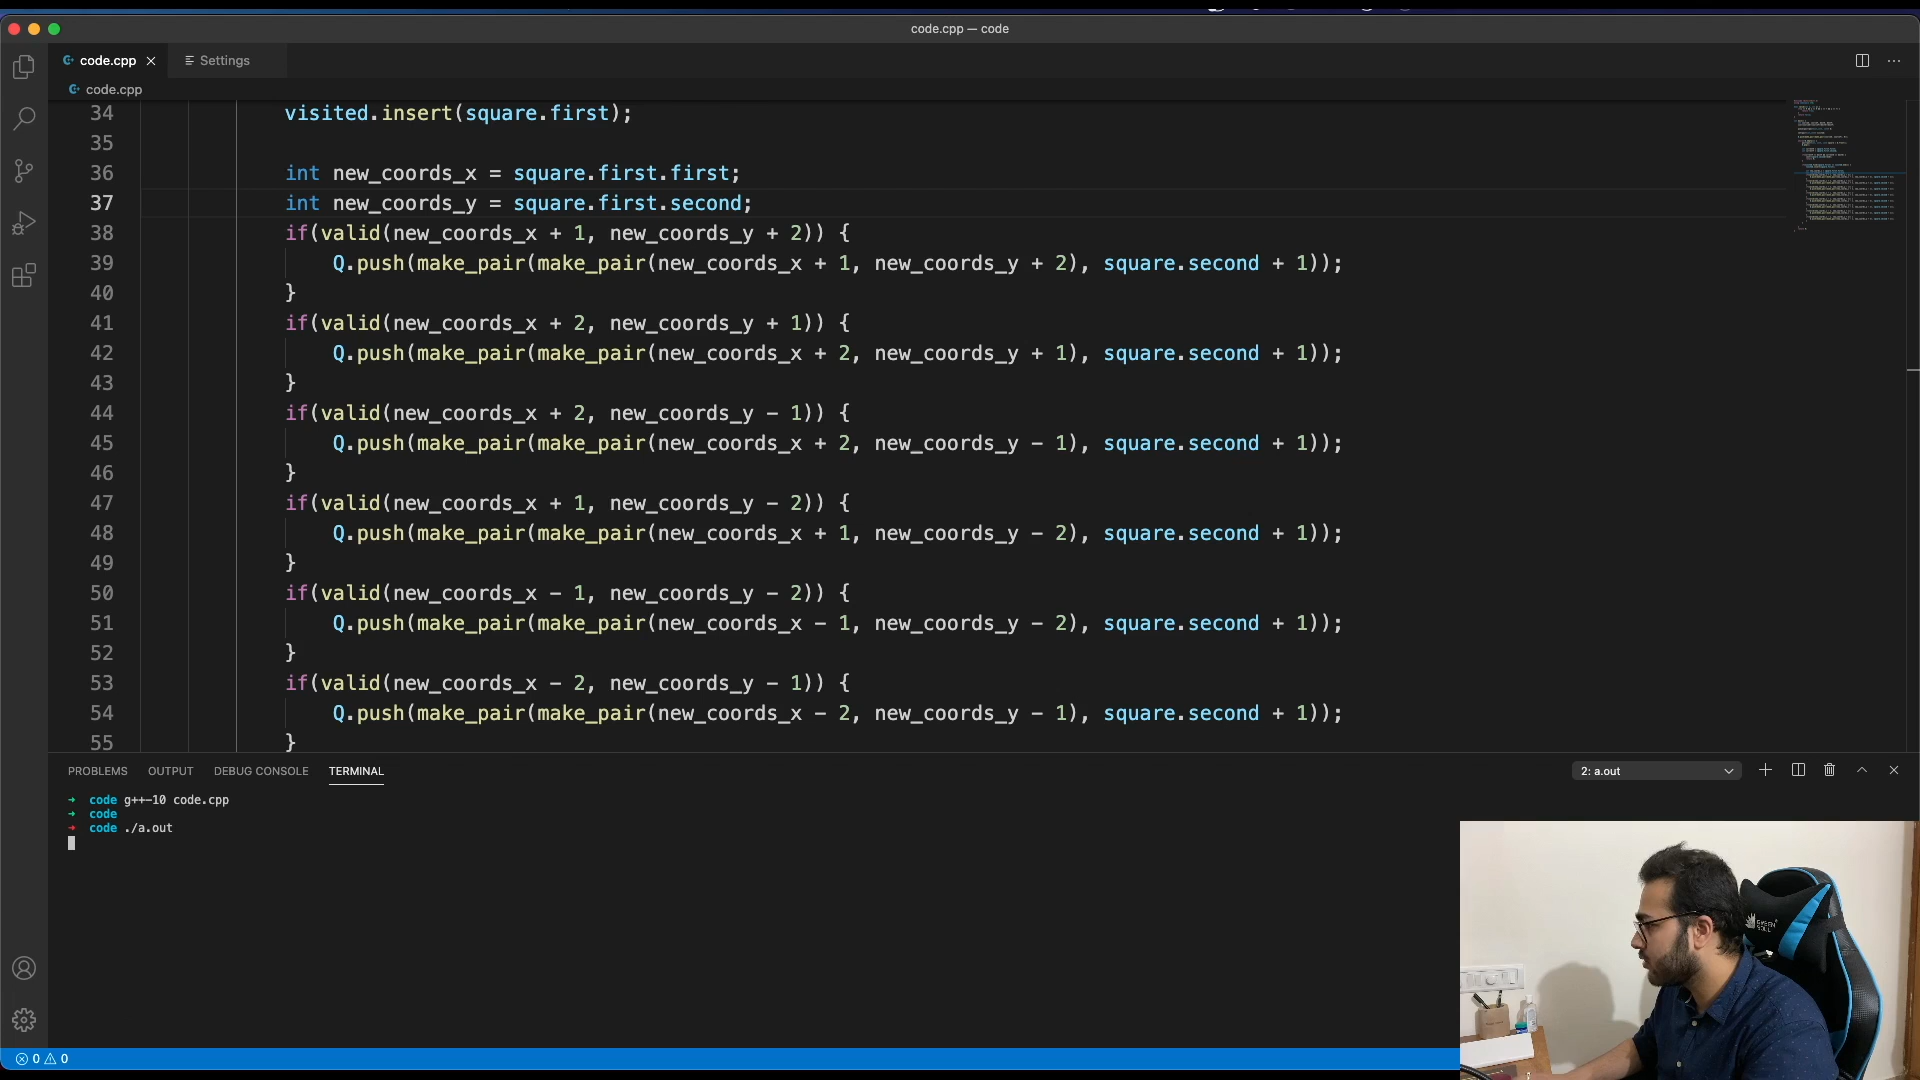 code.cpp — code
code.cpp
Settings
code.cpp
34 visited.insert(square.first);
35
36 int new_coords_x = square.first.first;
37 int new_coords_y = square.first.second;
38 if(valid(new_coords_x + 1, new_coords_y + 2)) {
39 Q.push(make_pair(make_pair(new_coords_x + 1, new_coords_y + 2), square.second + 1));
40 }
41 if(valid(new_coords_x + 2, new_coords_y + 1)) {
42 Q.push(make_pair(make_pair(new_coords_x + 2, new_coords_y + 1), square.second + 1));
43 }
44 if(valid(new_coords_x + 2, new_coords_y - 1)) {
45 Q.push(make_pair(make_pair(new_coords_x + 2, new_coords_y - 1), square.second + 1));
46 }
47 if(valid(new_coords_x + 1, new_coords_y - 2)) {
48 Q.push(make_pair(make_pair(new_coords_x + 1, new_coords_y - 2), square.second + 1));
49 }
50 if(valid(new_coords_x - 1, new_coords_y - 2)) {
51 Q.push(make_pair(make_pair(new_coords_x - 1, new_coords_y - 2), square.second + 1));
52 }
53 if(valid(new_coords_x - 2, new_coords_y - 1)) {
54 Q.push(make_pair(make_pair(new_coords_x - 2, new_coords_y - 1), square.second + 1));
55 }
PROBLEMS OUTPUT DEBUG CONSOLE TERMINAL
2: a.out
→ code g++-10 code.cpp
→ code
→ code ./a.out
GREEN SOUL
0 0